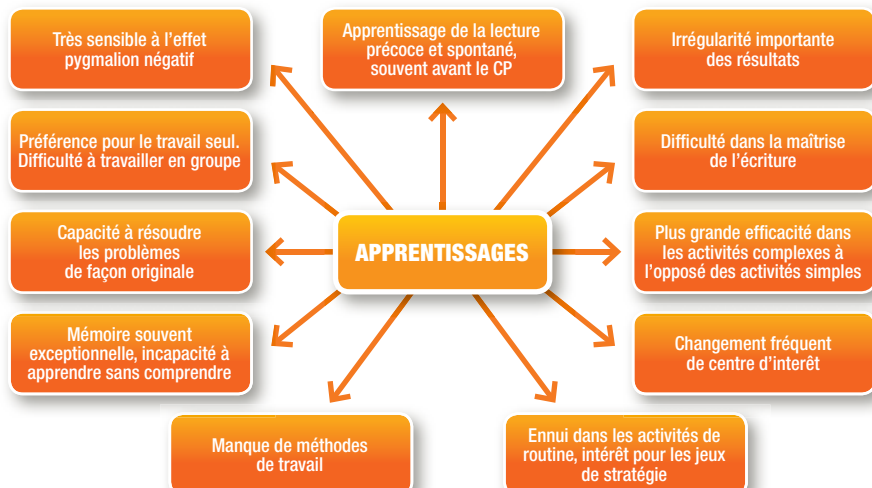 Très sensible à l'effet
pygmalion négatif
Apprentissage de la lecture
précoce et spontané,
souvent avant le CP
Irrégularité importante
des résultats
Préférence pour le travail seul.
Difficulté à travailler en groupe
Difficulté dans la maîtrise
de l'écriture
Capacité à résoudre
les problèmes
de façon originale
APPRENTISSAGES
Plus grande efficacité dans
les activités complexes à
l'opposé des activités simples
Mémoire souvent
exceptionnelle, incapacité à
apprendre sans comprendre
Changement fréquent
de centre d'intérêt
Manque de méthodes
de travail
Ennui dans les activités de
routine, intérêt pour les jeux
de stratégie